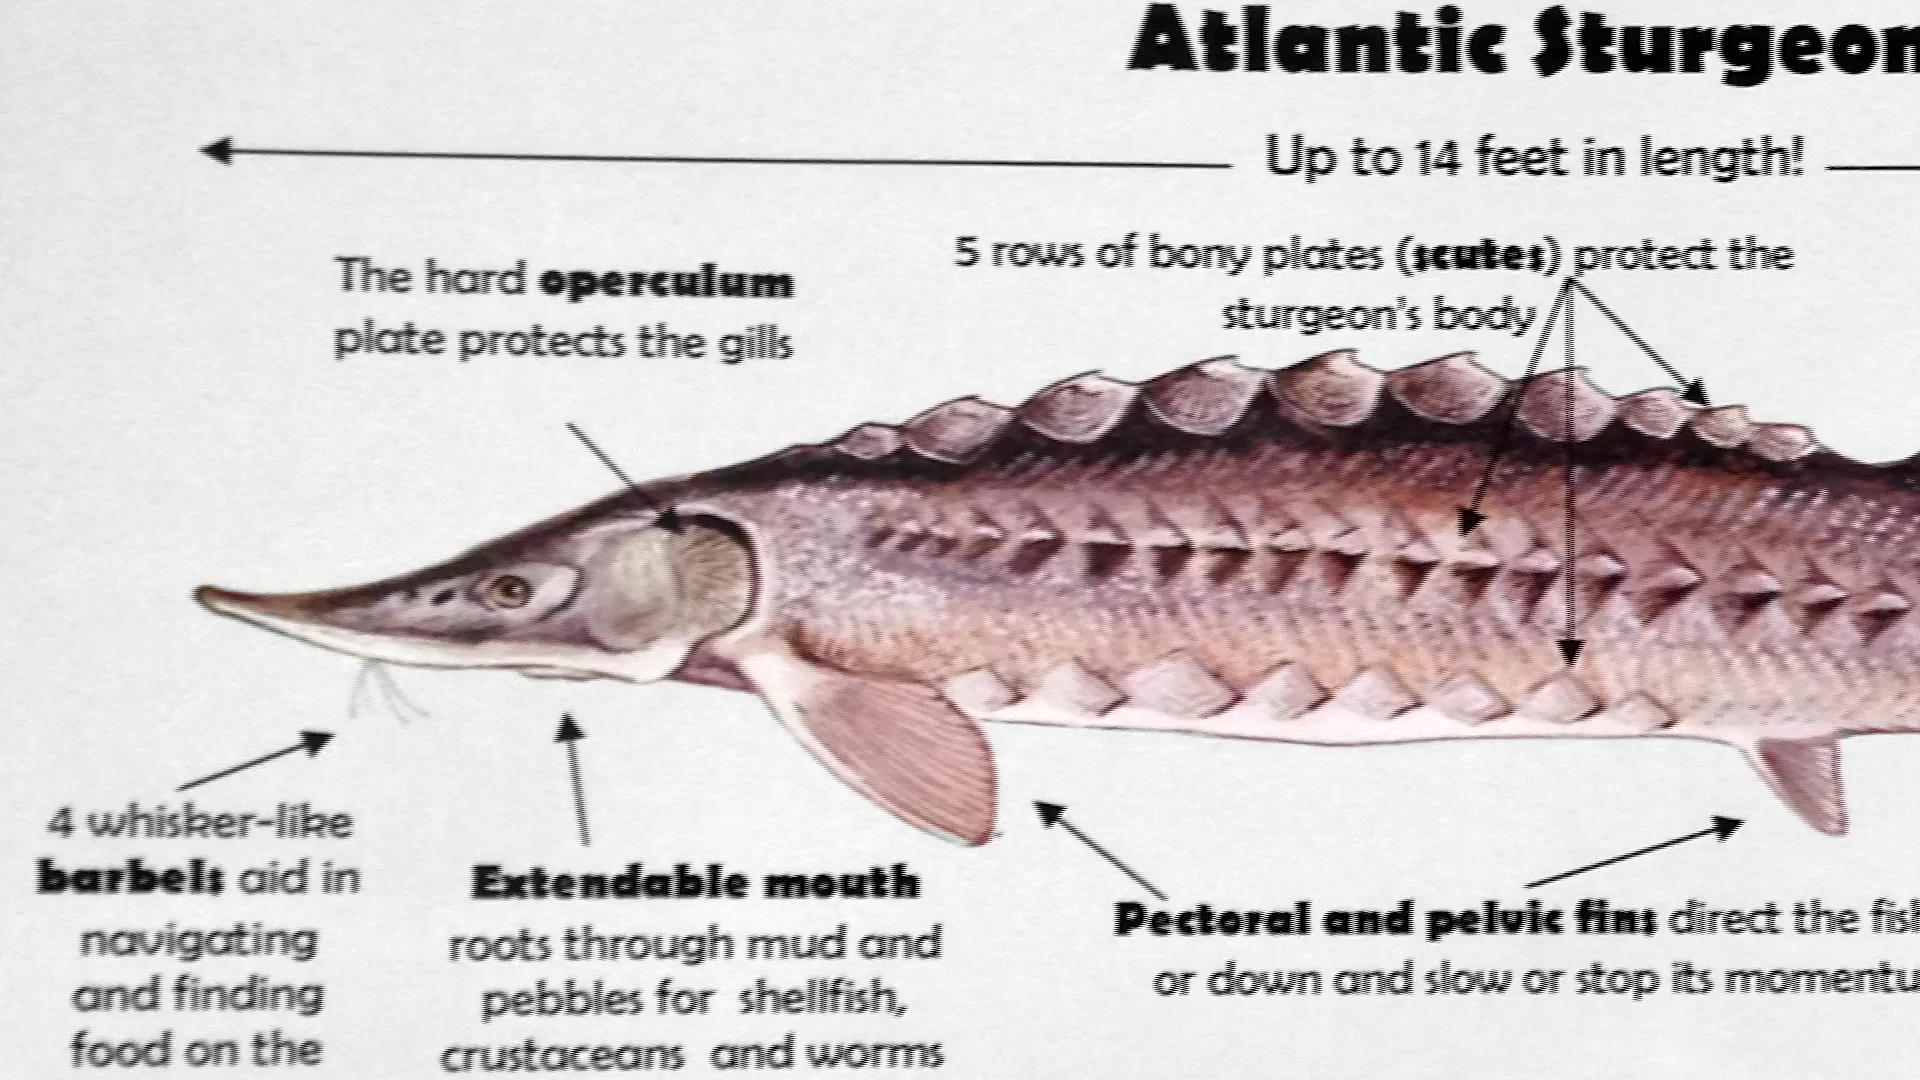 Atlantic Sturgeon
Up to 14 feet in length!
The hard operculum
plate protects the gills
5 rows of bony plates (scutes) protect the
sturgeon's body
4 whisker-like
barbels aid in
navigating
and finding
food on the
Extendable mouth
roots through mud and
pebbles for shellfish,
crustaceans and worms
Pectoral and pelvic fins direct the fish
or down and slow or stop its momentu